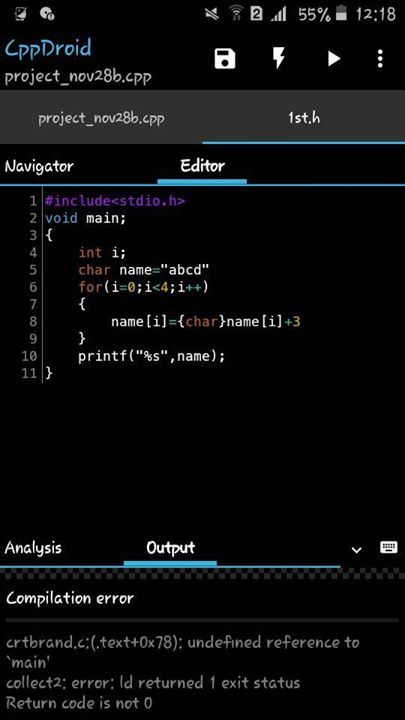 55% 12:18
CppDroid
project_nov28b.cpp
project_nov28b.cpp 1st.h
Navigator Editor
1 #include<stdio.h>
2 void main;
3 {
4 int i;
5 char name="abcd"
6 for(i=0;i<4;i++)
7 {
8 name[i]={char}name[i]+3
9 }
10 printf("%s",name);
11 }
Analysis Output
Compilation error
crtbrand.c:(.text+0x78): undefined reference to
`main'
collect2: error: ld returned 1 exit status
Return code is not 0